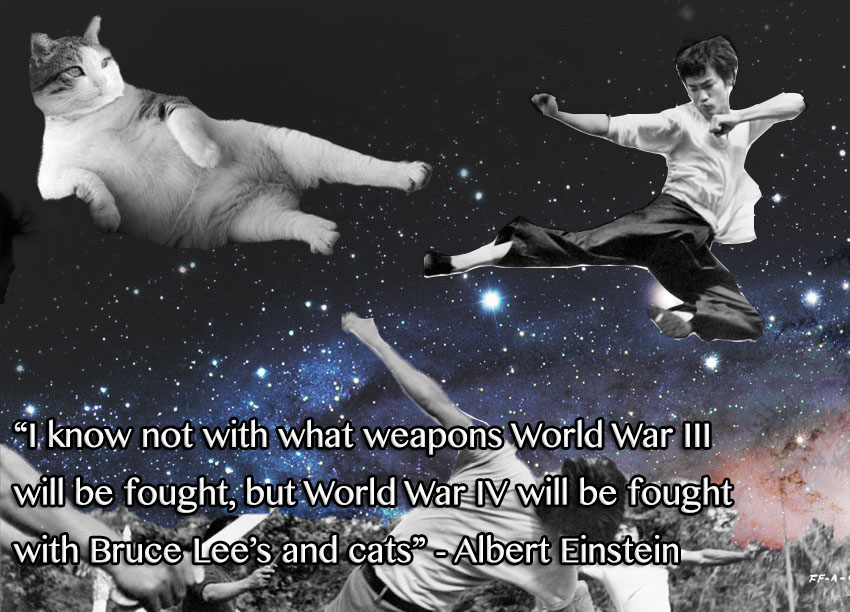 “I know not with what weapons World War III
will be fought, but World War IV will be fought
with Bruce Lee’s and cats” - Albert Einstein
FF-A-